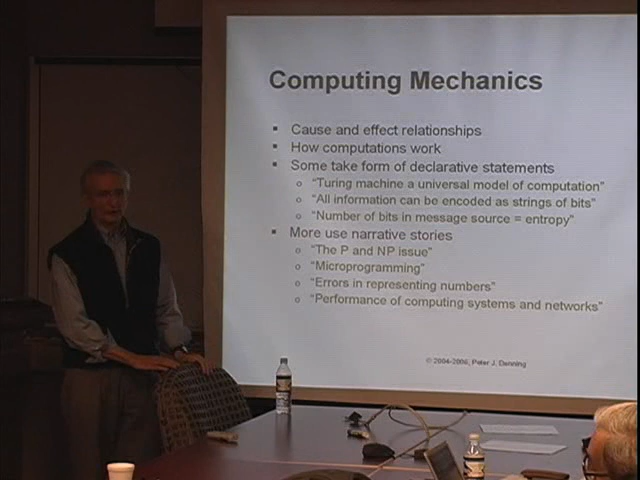 Computing Mechanics
▪ Cause and effect relationships
▪ How computations work
▪ Some take form of declarative statements
o "Turing machine a universal model of computation"
o "All information can be encoded as strings of bits"
o "Number of bits in message source = entropy"
▪ More use narrative stories
o "The P and NP issue"
o "Microprogramming"
o "Errors in representing numbers"
o "Performance of computing systems and networks"
© 2004-2006, Peter J. Denning